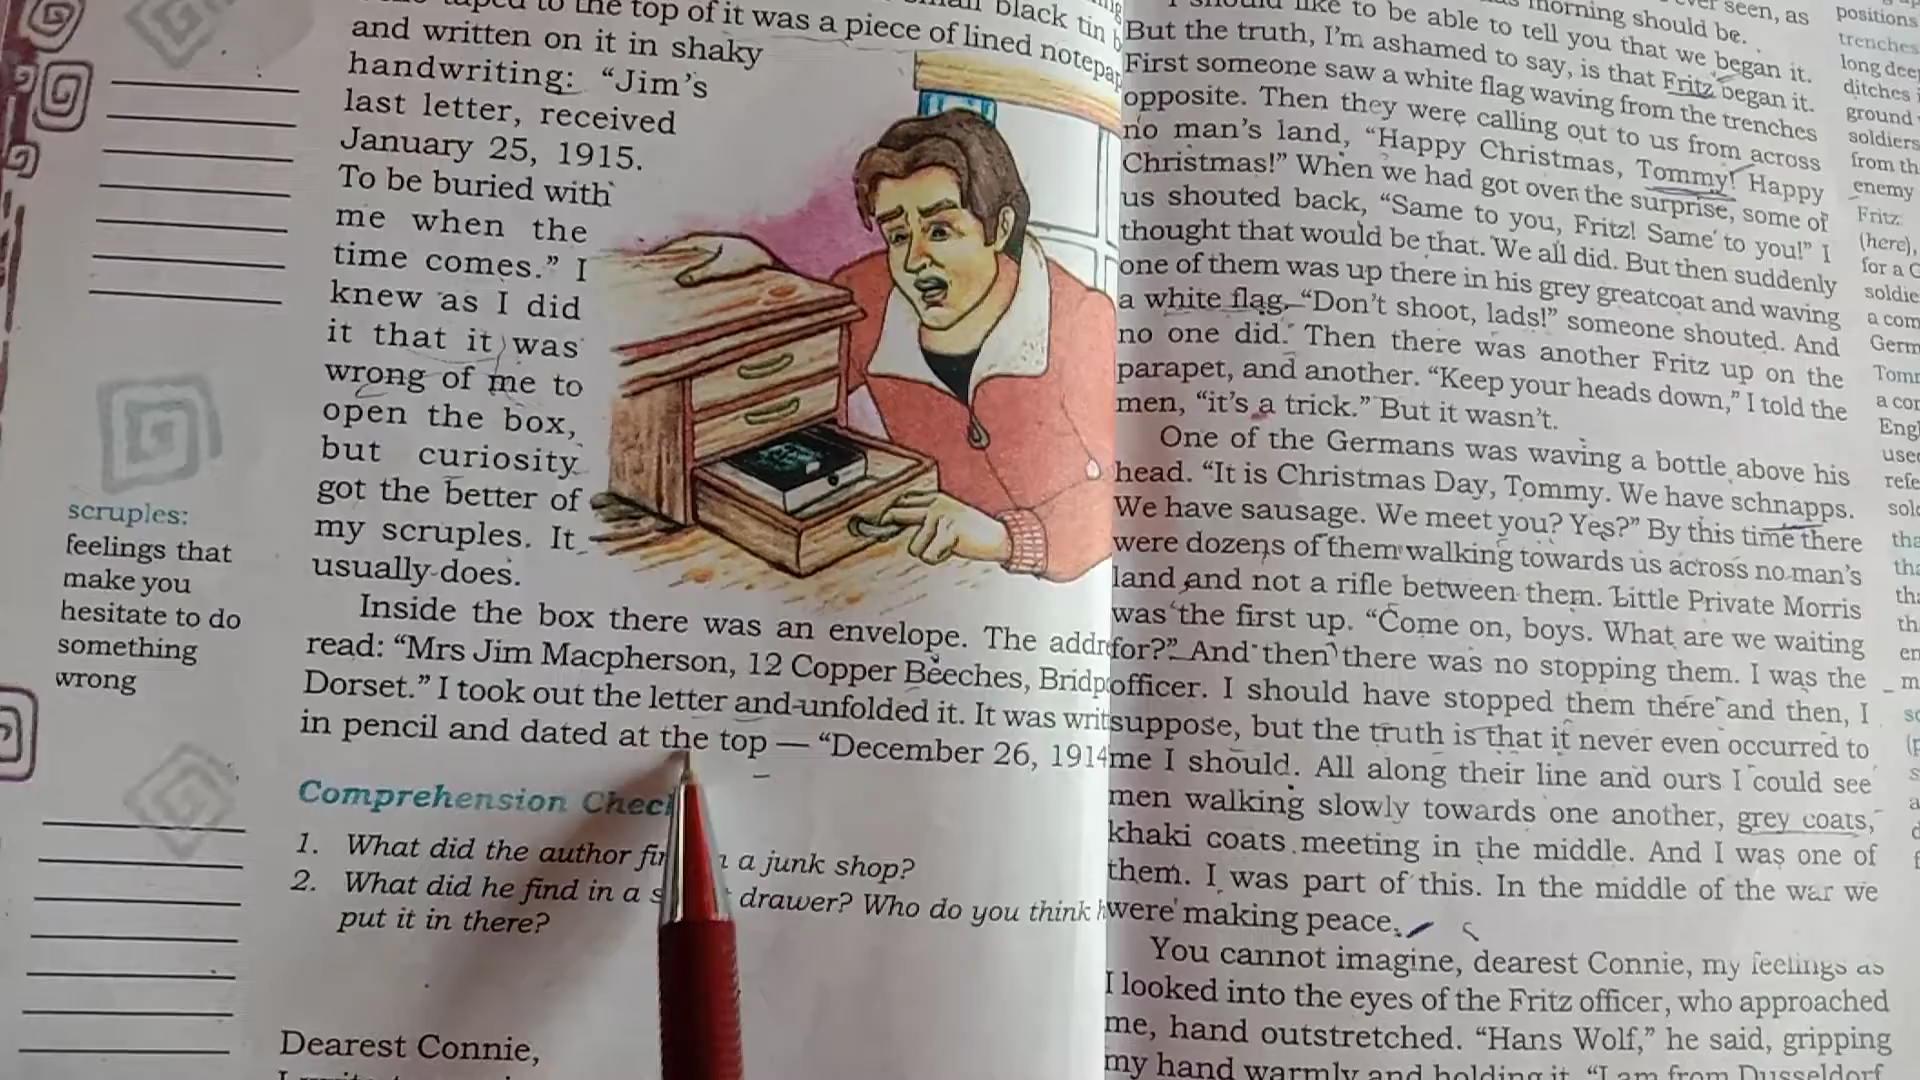 taped to the top of it was a piece of lined notepap
and written on it in shaky
handwriting: “Jim’s
last letter, received
January 25, 1915.
To be buried with
me when the
time comes.” I
knew as I did
it that it was
wrong of me to
open the box,
but curiosity
got the better of
my scruples. It
usually does.
scruples:
feelings that
make you
hesitate to do
something
wrong
Inside the box there was an envelope. The addr
read: “Mrs Jim Macpherson, 12 Copper Beeches, Bridp
Dorset.” I took out the letter and unfolded it. It was writ
in pencil and dated at the top — “December 26, 1914
Comprehension Chec
1. What did the author fin a junk shop?
2. What did he find in a s t drawer? Who do you think h
put it in there?
Dearest Connie,
morning should be.
I should like to be able to tell you that we began it.
But the truth, I’m ashamed to say, is that Fritz began it.
First someone saw a white flag waving from the trenches
opposite. Then they were calling out to us from across
no man’s land, “Happy Christmas, Tommy! Happy
Christmas!” When we had got over the surprise, some of
us shouted back, “Same to you, Fritz! Same to you!” I
thought that would be that. We all did. But then suddenly
one of them was up there in his grey greatcoat and waving
a white flag. “Don’t shoot, lads!” someone shouted. And
no one did. Then there was another Fritz up on the
parapet, and another. “Keep your heads down,” I told the
men, “it’s a trick.” But it wasn’t.
One of the Germans was waving a bottle above his
head. “It is Christmas Day, Tommy. We have schnapps.
We have sausage. We meet you? Yes?” By this time there
were dozens of them walking towards us across no man’s
land and not a rifle between them. Little Private Morris
was the first up. “Come on, boys. What are we waiting
for?” And then there was no stopping them. I was the
officer. I should have stopped them there and then, I
suppose, but the truth is that it never even occurred to
me I should. All along their line and ours I could see
men walking slowly towards one another, grey coats,
khaki coats meeting in the middle. And I was one of
them. I was part of this. In the middle of the war we
were making peace.
You cannot imagine, dearest Connie, my feelings as
I looked into the eyes of the Fritz officer, who approached
me, hand outstretched. “Hans Wolf,” he said, gripping
my hand warmly and holding it. “I am from Dusseldorf.
positions
trenches
long dee
ditches i
ground
soldiers
from th
enemy
Fritz:
(here),
for a G
soldie
a com
Germ
Tomm
a cor
Engl
used
refe
sold